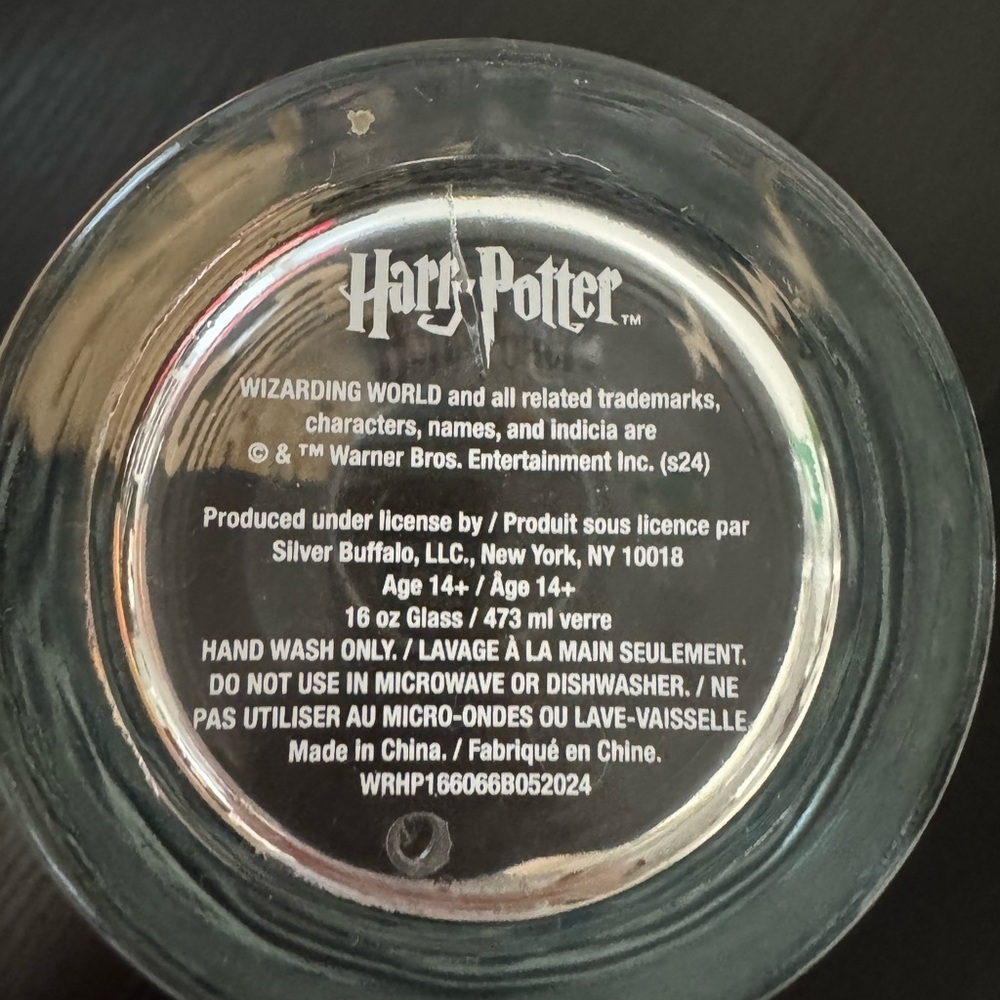 Harry Potter™
WIZARDING WORLD and all related trademarks,
characters, names, and indicia are
© & ™ Warner Bros. Entertainment Inc. (s24)
Produced under license by / Produit sous licence par
Silver Buffalo, LLC., New York, NY 10018
Age 14+ / Âge 14+
16 oz Glass / 473 ml verre
HAND WASH ONLY. / LAVAGE À LA MAIN SEULEMENT.
DO NOT USE IN MICROWAVE OR DISHWASHER. / NE
PAS UTILISER AU MICRO-ONDES OU LAVE-VAISSELLE.
Made in China. / Fabriqué en Chine.
WRHP166066B052024